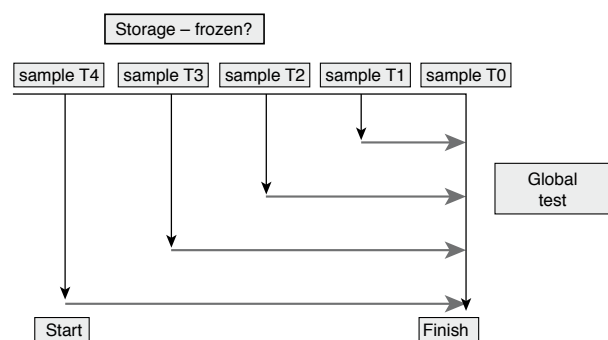 Storage – frozen?
sample T4
sample T3
sample T2
sample T1
sample T0
Global
test
Start
Finish